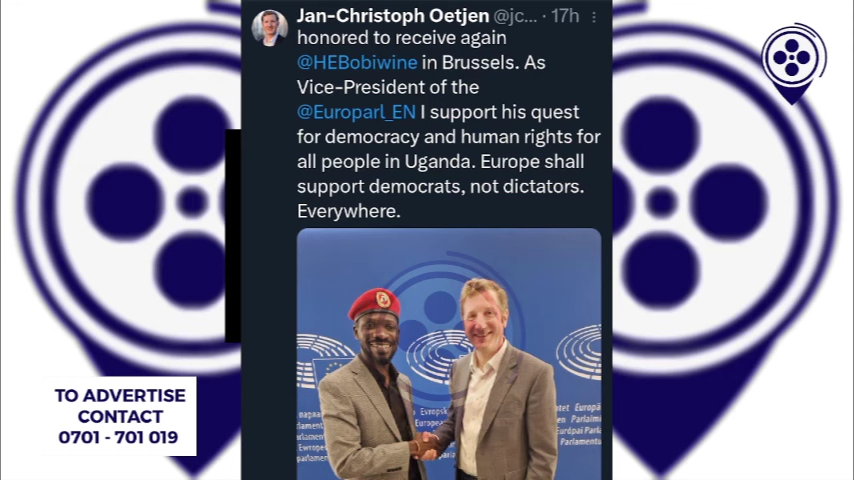 Jan-Christoph Oetjen @jc... · 17h
honored to receive again
@HEBobiwine in Brussels. As
Vice-President of the
@Europarl_EN I support his quest
for democracy and human rights for
all people in Uganda. Europe shall
support democrats, not dictators.
Everywhere.
TO ADVERTISE
CONTACT
0701 - 701 019